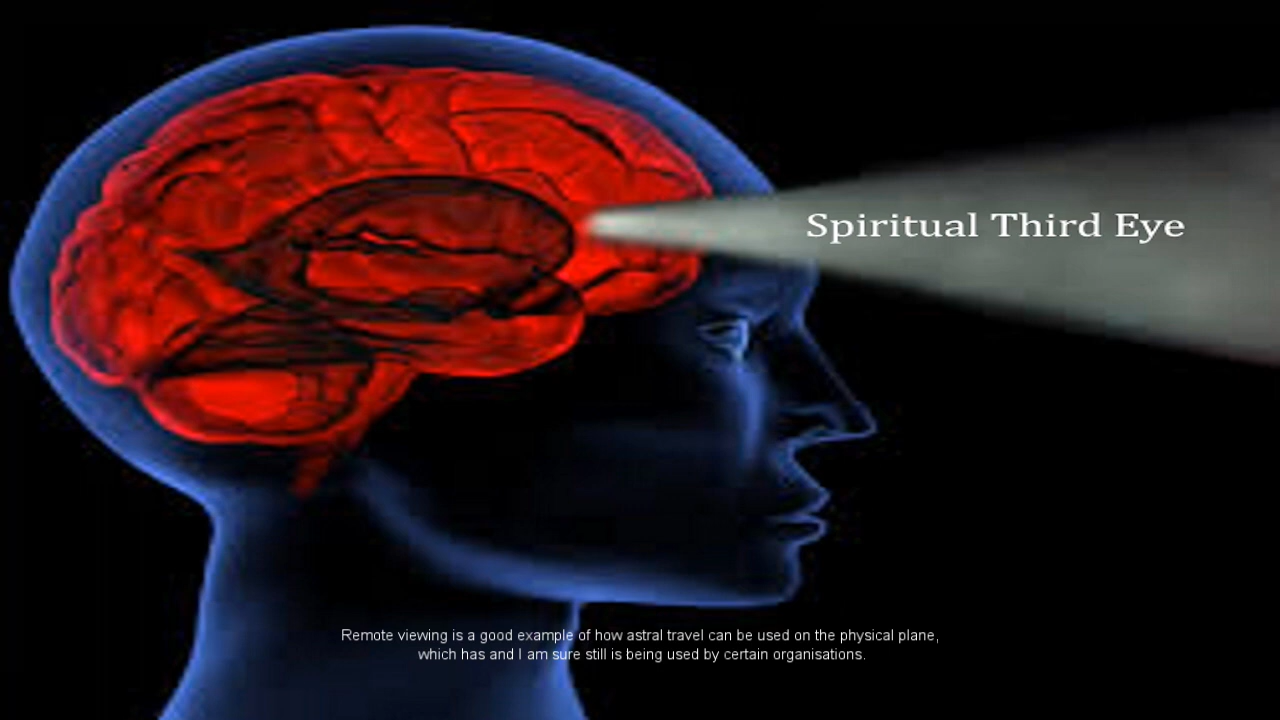 Spiritual Third Eye
Remote viewing is a good example of how astral travel can be used on the physical plane,
which has and I am sure still is being used by certain organisations.